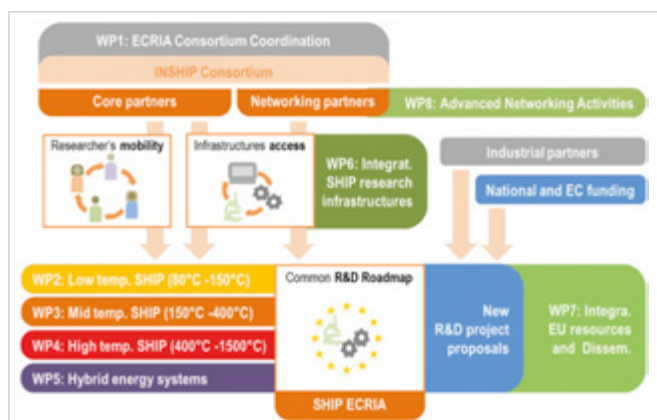 WP1: ECRIA Consortium Coordination
INSHIP Consortium
Core partners
Networking partners
WP8: Advanced Networking Activities
Researcher's mobility
Infrastructures access
WP6: Integrat.
SHIP research
infrastructures
Industrial partners
National and EC funding
WP2: Low temp. SHIP (80°C -150°C)
WP3: Mid temp. SHIP (150°C -400°C)
WP4: High temp. SHIP (400°C -1500°C)
WP5: Hybrid energy systems
Common R&D Roadmap
SHIP ECRIA
New
R&D project
proposals
WP7: Integra.
EU resources
and Dissem.